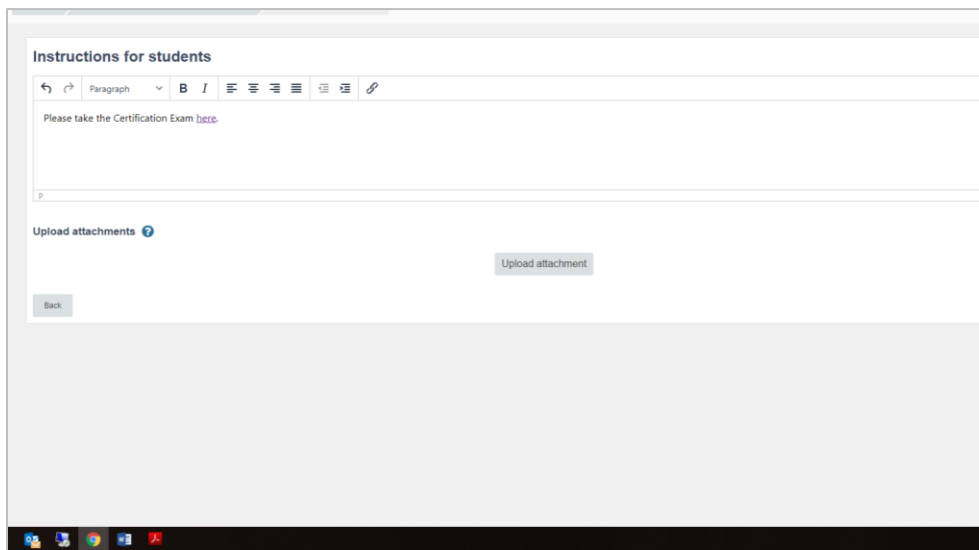 Instructions for students
Paragraph B I
Please take the Certification Exam here.
p
Upload attachments ?
Upload attachment
Back